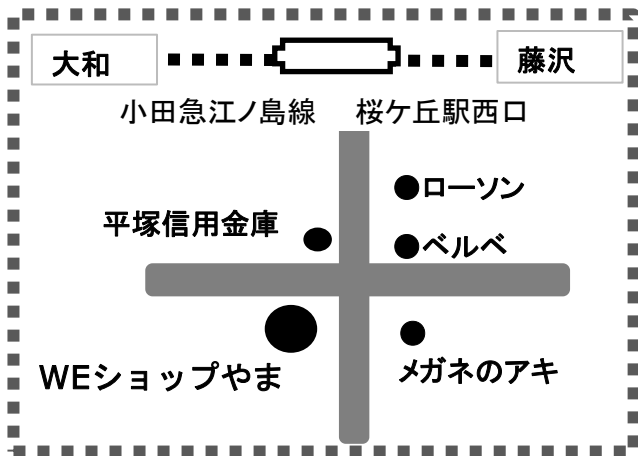 大和
藤沢
小田急江ノ島線 桜ケ丘駅西口
ローソン
平塚信用金庫
ベルベ
WEショップやま
メガネのアキ